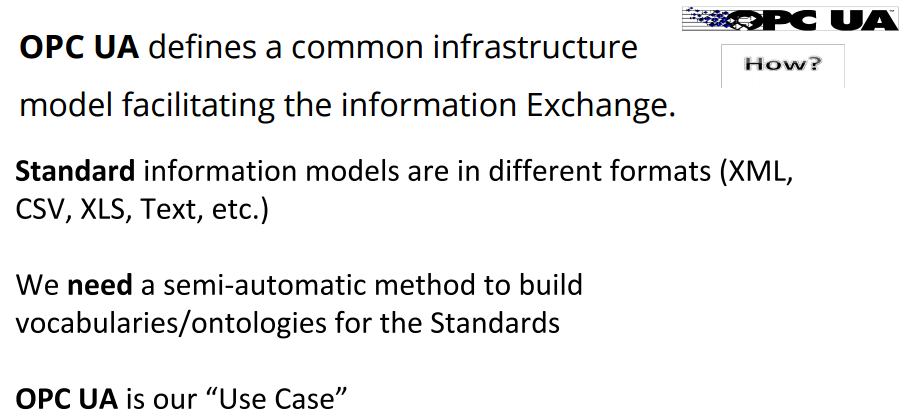 OPC UA
OPC UA defines a common infrastructure
How?
model facilitating the information Exchange.
Standard information models are in different formats (XML,
CSV, XLS, Text, etc.)
We need a semi-automatic method to build
vocabularies/ontologies for the Standards
OPC UA is our “Use Case”